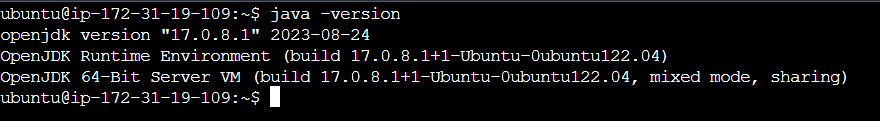 ubuntu@ip-172-31-19-109:~$ java -version
openjdk version "17.0.8.1" 2023-08-24
OpenJDK Runtime Environment (build 17.0.8.1+1-Ubuntu-0ubuntu122.04)
OpenJDK 64-Bit Server VM (build 17.0.8.1+1-Ubuntu-0ubuntu122.04, mixed mode, sharing)
ubuntu@ip-172-31-19-109:~$